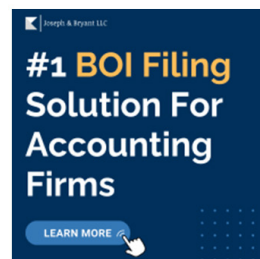 Joseph & Bryant LLC
#1 BOI Filing
Solution For
Accounting
Firms
LEARN MORE